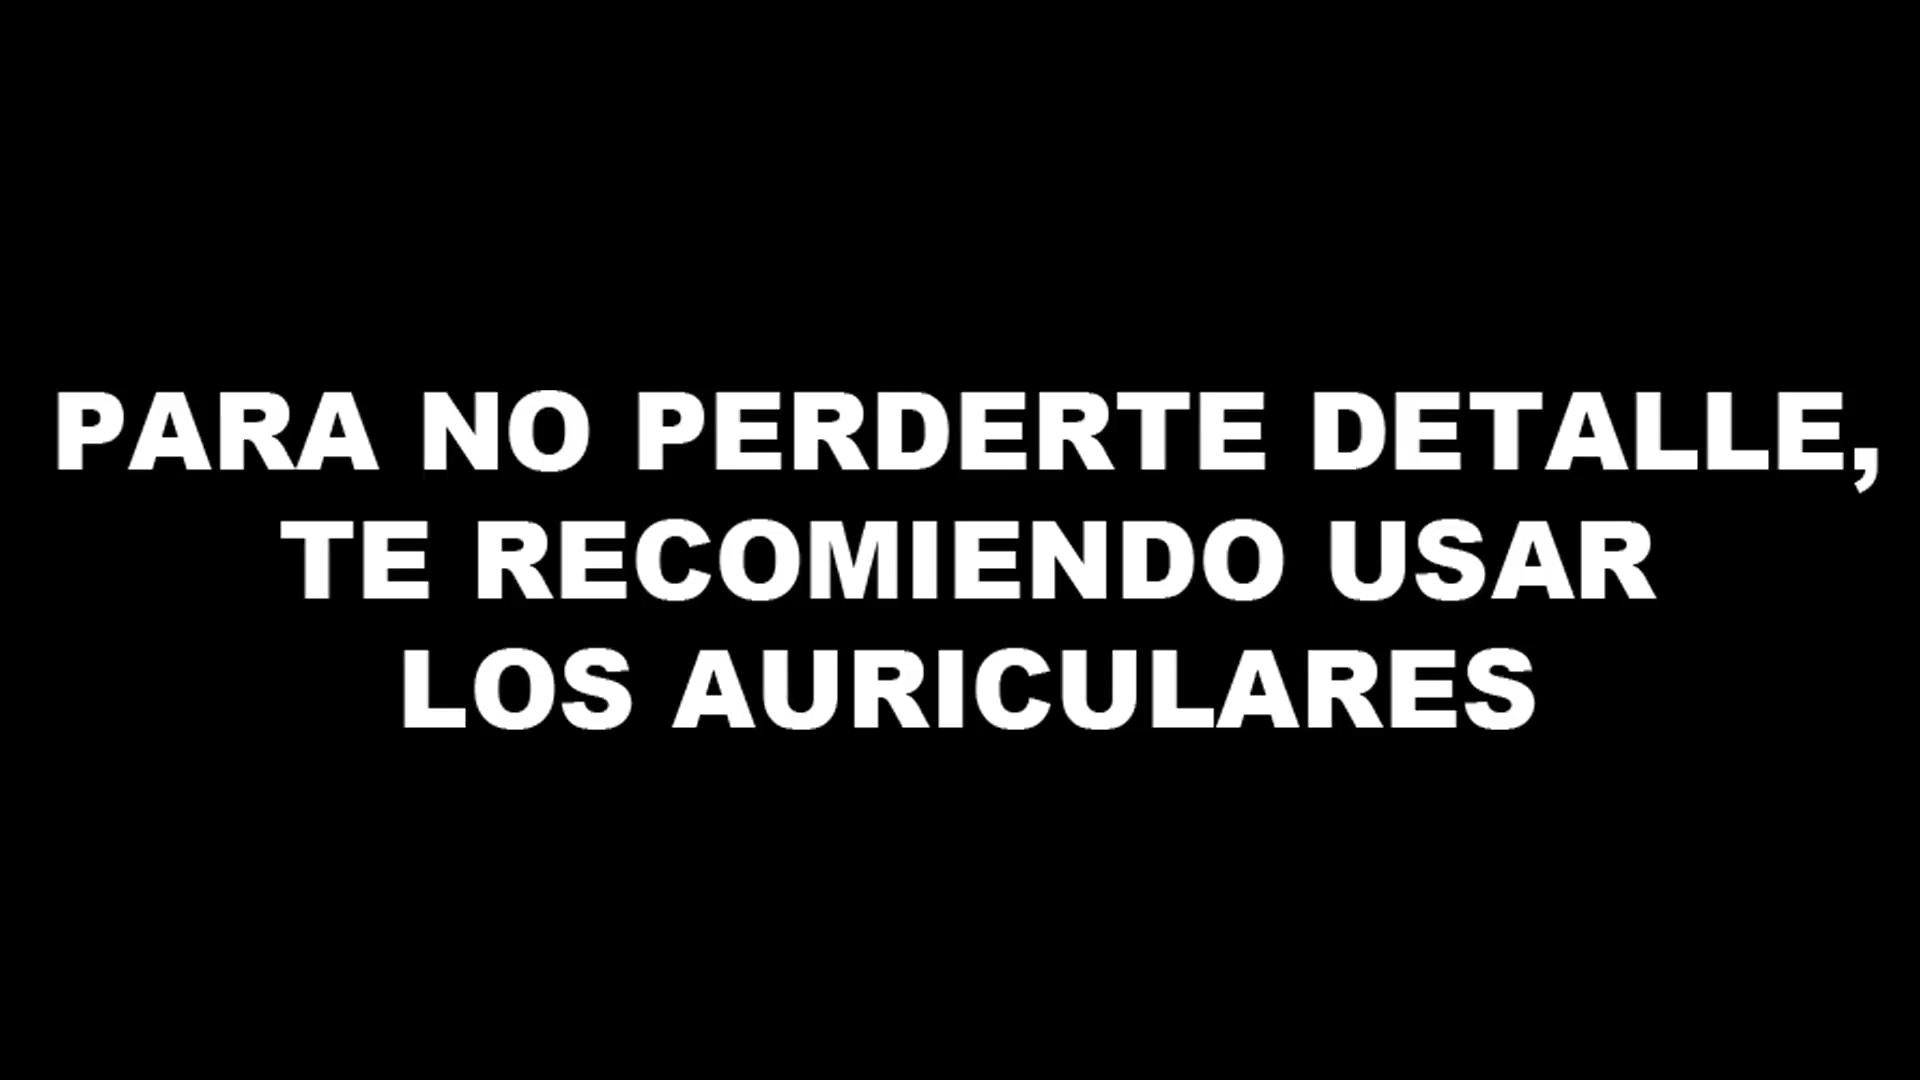 PARA NO PERDERTE DETALLE,
TE RECOMIENDO USAR
LOS AURICULARES